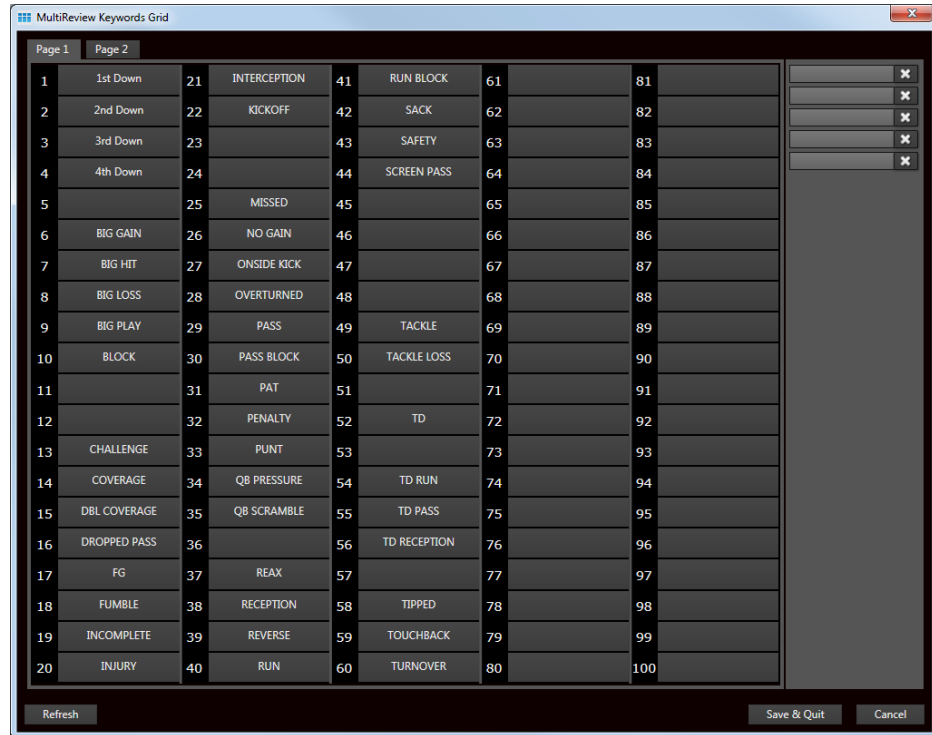 MultiReview Keywords Grid
Page 1 Page 2
1 1st Down 21 INTERCEPTION 41 RUN BLOCK 61 81
2 2nd Down 22 KICKOFF 42 SACK 62 82
3 3rd Down 23 43 SAFETY 63 83
4 4th Down 24 44 SCREEN PASS 64 84
5 25 MISSED 45 65 85
6 BIG GAIN 26 NO GAIN 46 66 86
7 BIG HIT 27 ONSIDE KICK 47 67 87
8 BIG LOSS 28 OVERTURNED 48 68 88
9 BIG PLAY 29 PASS 49 TACKLE 69 89
10 BLOCK 30 PASS BLOCK 50 TACKLE LOSS 70 90
11 31 PAT 51 71 91
12 32 PENALTY 52 TD 72 92
13 CHALLENGE 33 PUNT 53 73 93
14 COVERAGE 34 QB PRESSURE 54 TD RUN 74 94
15 DBL COVERAGE 35 QB SCRAMBLE 55 TD PASS 75 95
16 DROPPED PASS 36 56 TD RECEPTION 76 96
17 FG 37 REAX 57 77 97
18 FUMBLE 38 RECEPTION 58 TIPPED 78 98
19 INCOMPLETE 39 REVERSE 59 TOUCHBACK 79 99
20 INJURY 40 RUN 60 TURNOVER 80 100
Refresh Save & Quit Cancel